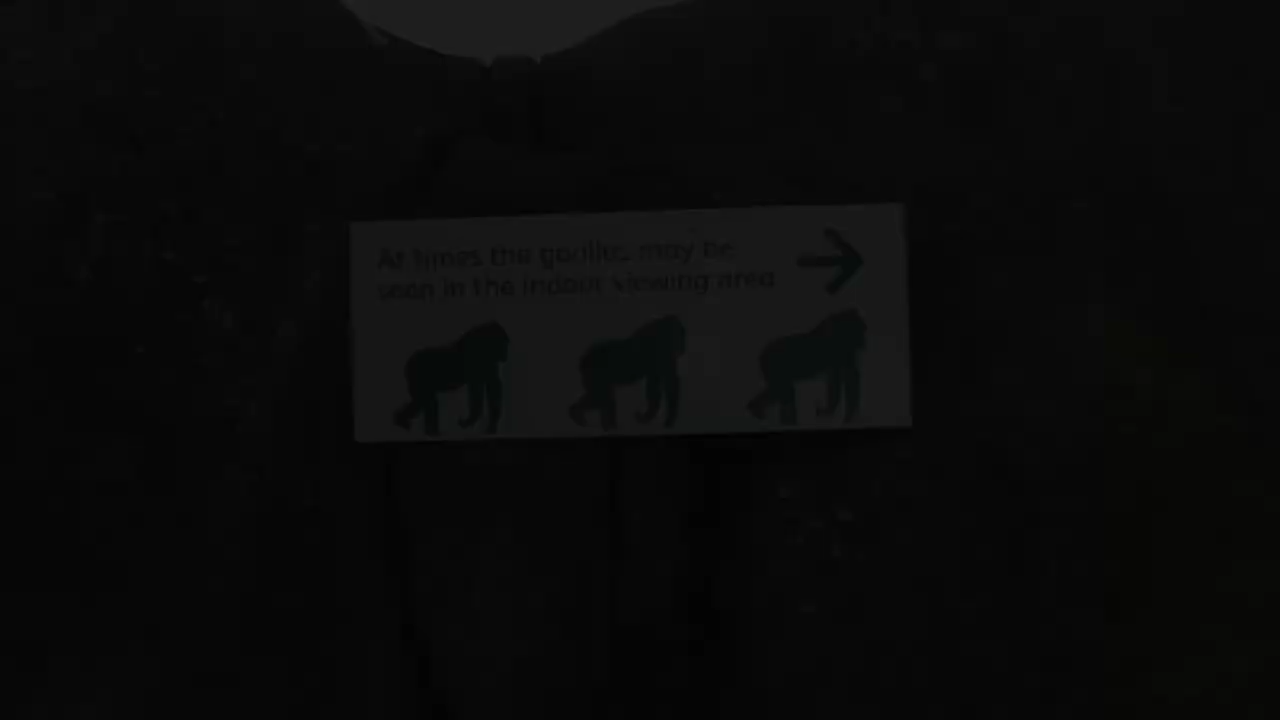 At times the gorillas may be
seen in the indoor viewing area